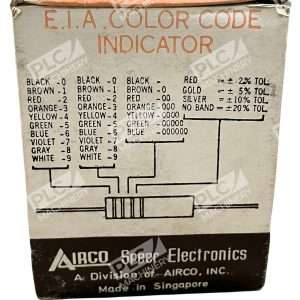 E.I.A. COLOR CODE
INDICATOR
BLACK -0 BLACK -0 BLACK - RED = ± 2% TOL.
BROWN -1 BROWN -1 BROWN -0 GOLD = ± 5% TOL.
RED -2 RED -2 RED -00 SILVER = ±10% TOL.
ORANGE-3 ORANGE-3 ORANGE-000 NO BAND = ±20% TOL.
YELLOW-4 YELLOW-4 YELLOW-0000
GREEN -5 GREEN -5 GREEN -00000
BLUE -6 BLUE -6 BLUE -000000
VIOLET -7 VIOLET -7
GRAY -8 GRAY -8
WHITE -9 WHITE -9
AIRCO Speer Electronics
A Division of AIRCO, INC.
Made in Singapore